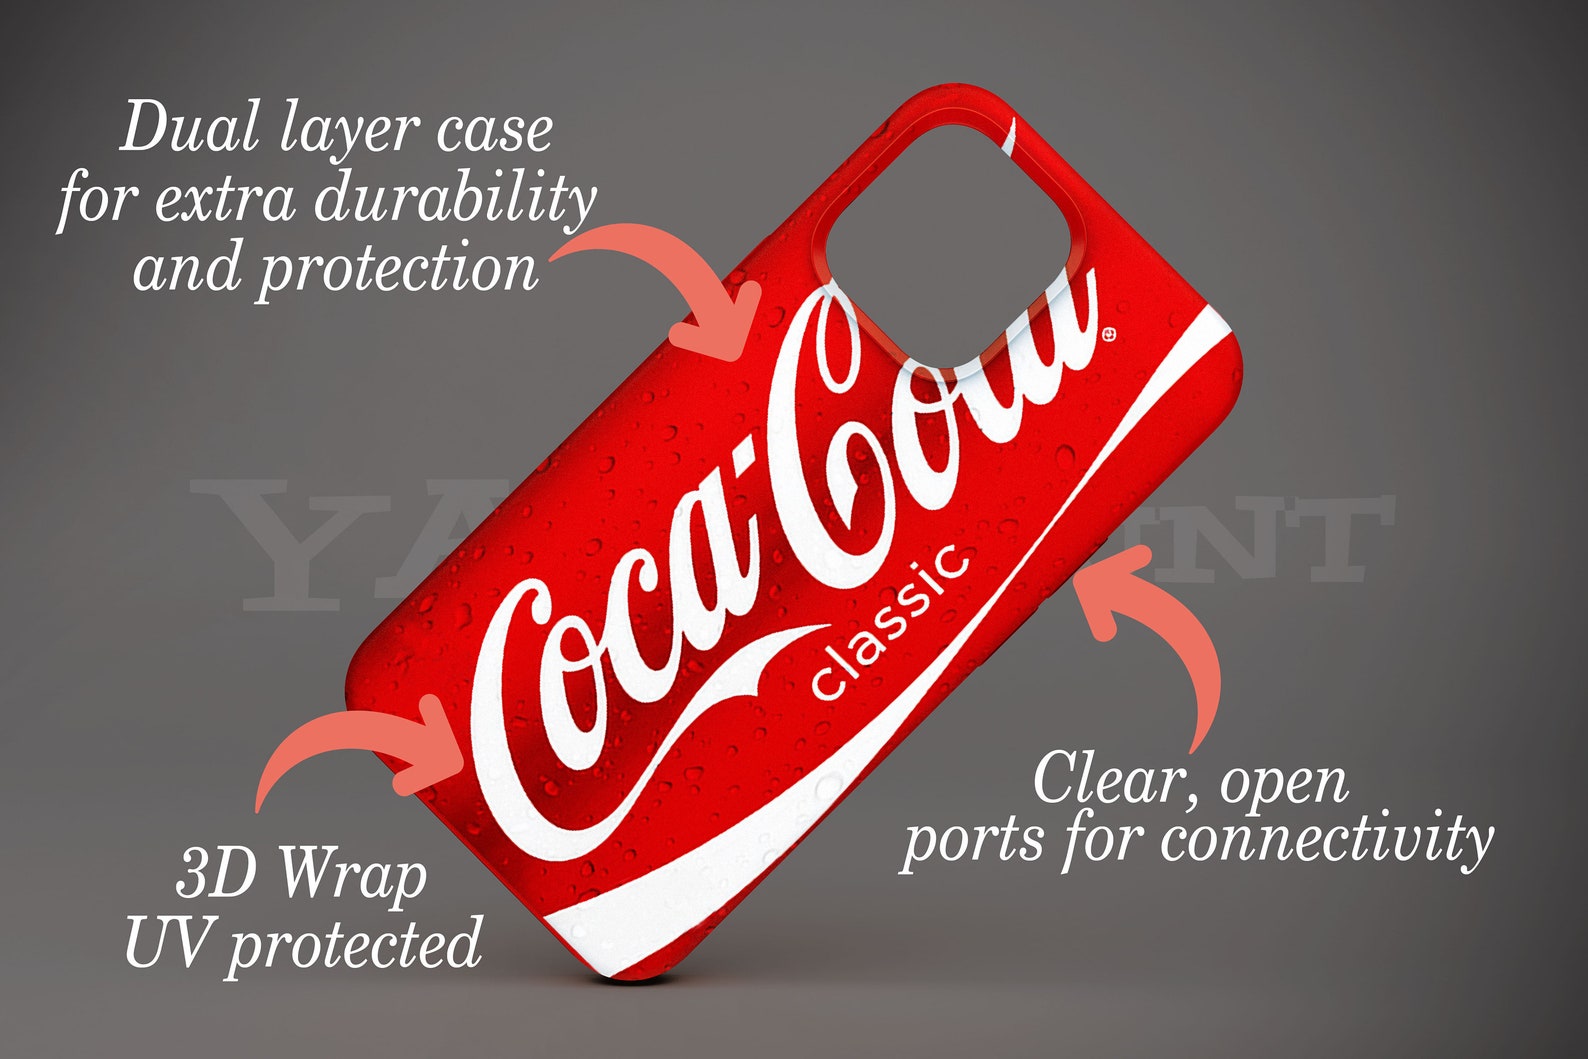 Dual layer case
for extra durability
and protection
Coca-Cola
classic
Clear, open
ports for connectivity
3D Wrap
UV protected